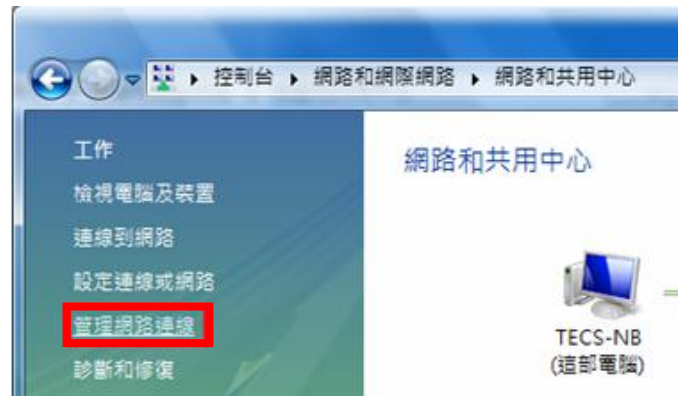 控制台 網路和網際網路 網路和共用中心
工作
檢視電腦及裝置
連線到網路
設定連線或網路
管理網路連線
診斷和修復
網路和共用中心
TECS-NB
(這部電腦)